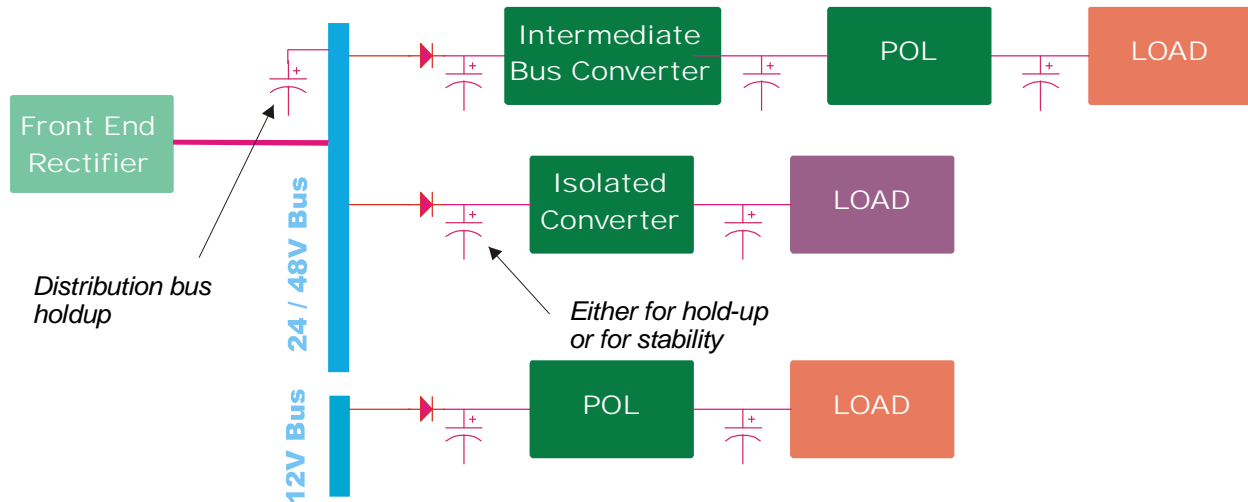 Intermediate
Bus Converter
POL
LOAD
+
+
+
+
Front End
Rectifier
Isolated
Converter
LOAD
+
+
24 / 48V Bus
Distribution bus
holdup
Either for hold-up
or for stability
POL
LOAD
+
+
12V Bus